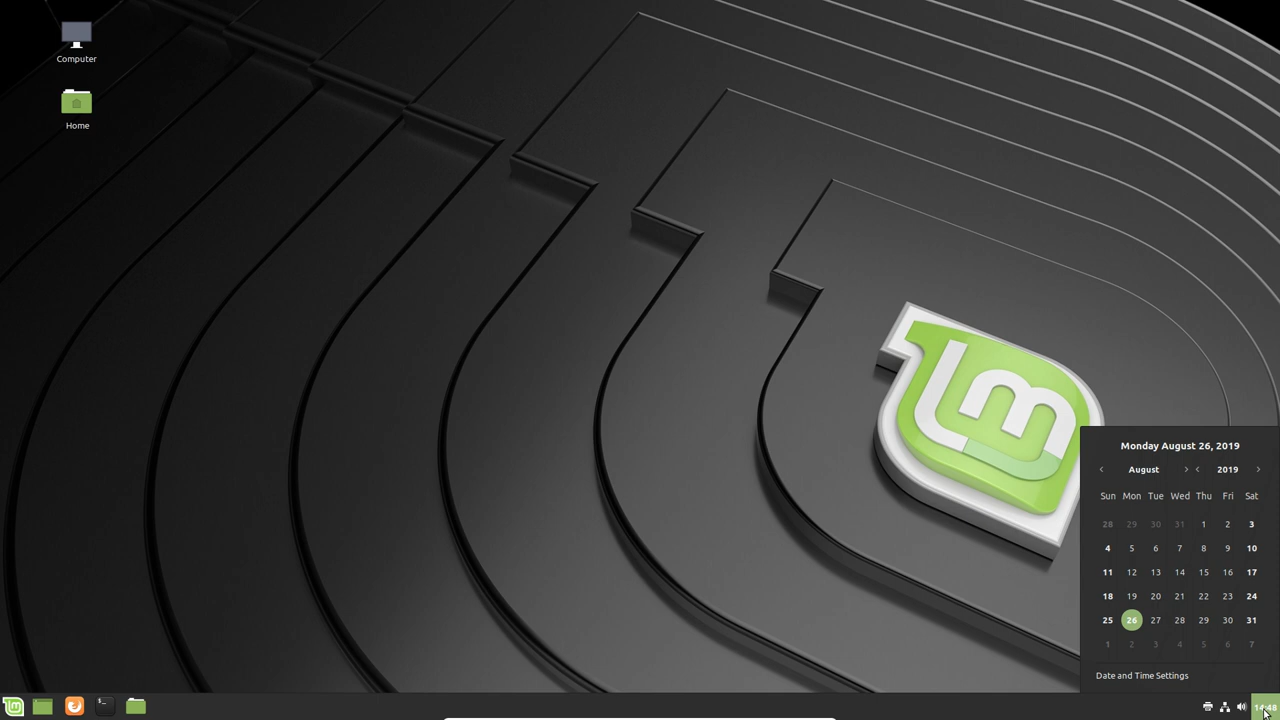 Computer
Home
lm
Monday August 26, 2019
‹ August › ‹ 2019 ›
Sun Mon Tue Wed Thu Fri Sat
28 29 30 31 1 2 3
4 5 6 7 8 9 10
11 12 13 14 15 16 17
18 19 20 21 22 23 24
25 26 27 28 29 30 31
1 2 3 4 5 6 7
Date and Time Settings
14:48